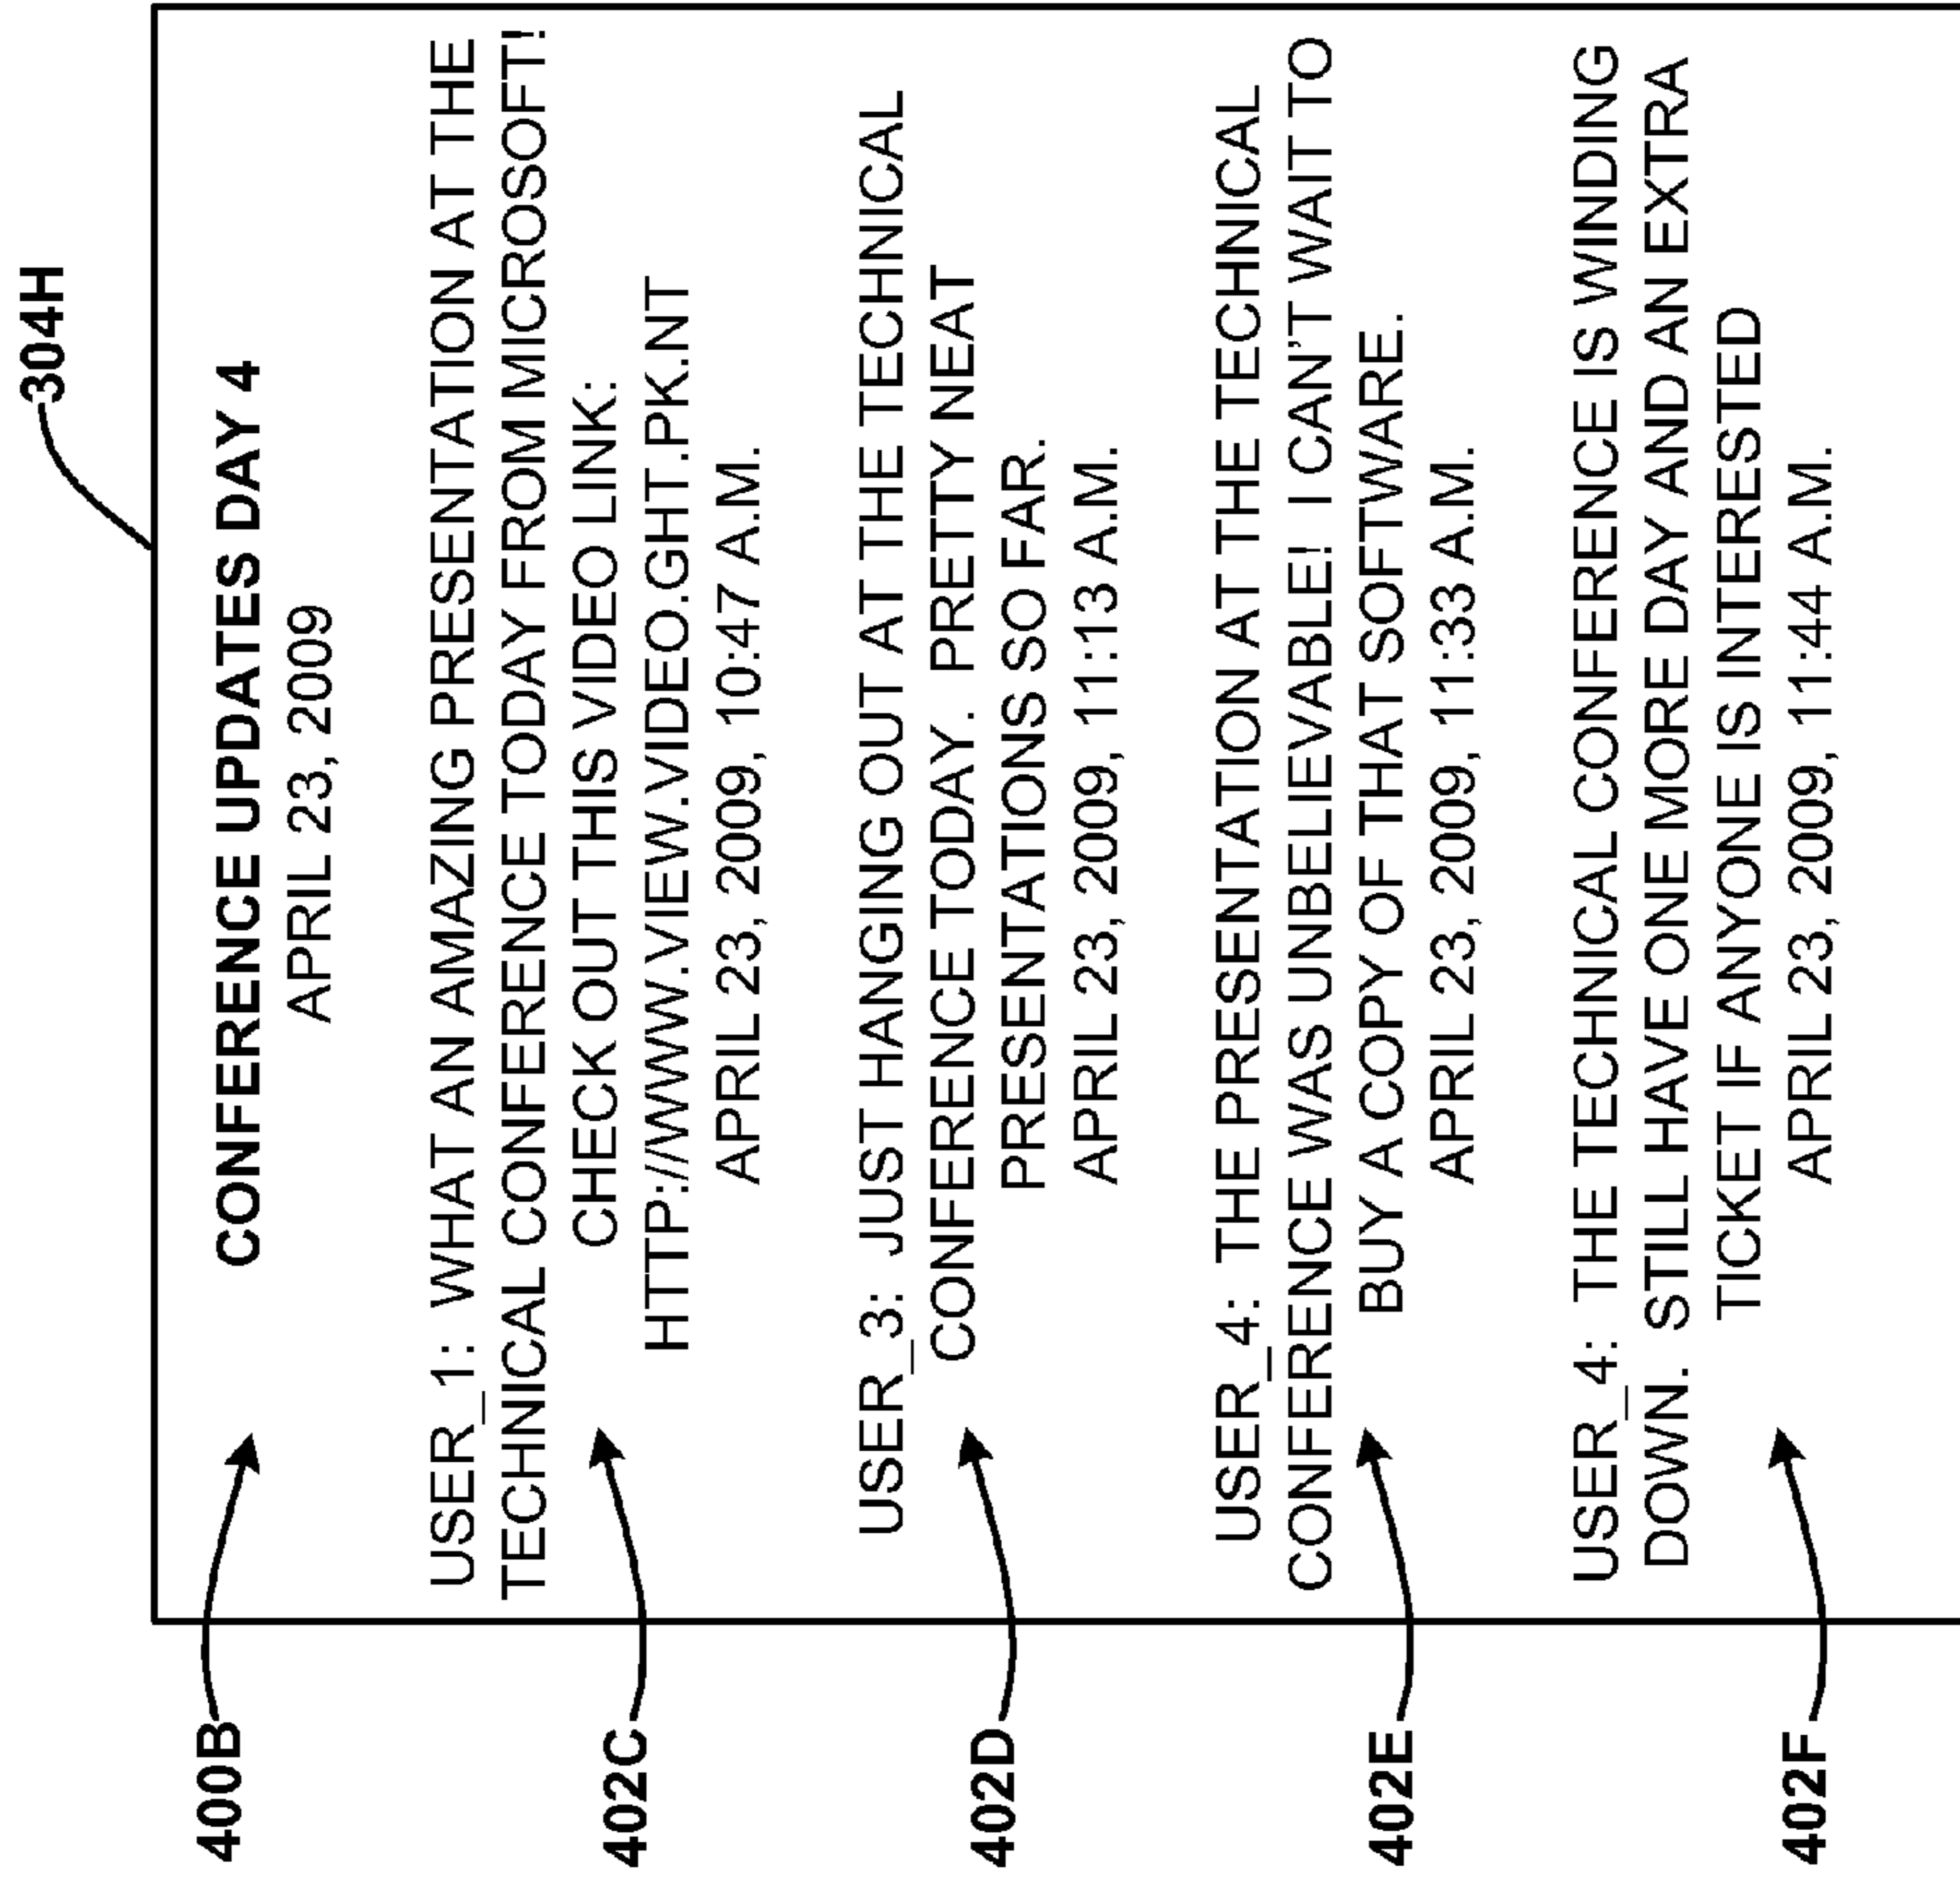 304H
400B
CONFERENCE UPDATES DAY 4
APRIL 23, 2009
402C
USER_1: WHAT AN AMAZING PRESENTATION AT THE
TECHNICAL CONFERENCE TODAY FROM MICROSOFT!
CHECK OUT THIS VIDEO LINK:
HTTP://WWW.VIEW.VIDEO.GHT.PK.NT
APRIL 23, 2009, 10:47 A.M.
402D
USER_3: JUST HANGING OUT AT THE TECHNICAL
CONFERENCE TODAY. PRETTY NEAT
PRESENTATIONS SO FAR.
APRIL 23, 2009, 11:13 A.M.
402E
USER_4: THE PRESENTATION AT THE TECHNICAL
CONFERENCE WAS UNBELIEVABLE! I CAN'T WAIT TO
BUY A COPY OF THAT SOFTWARE.
APRIL 23, 2009, 11:33 A.M.
402F
USER_4: THE TECHNICAL CONFERENCE IS WINDING
DOWN. STILL HAVE ONE MORE DAY AND AN EXTRA
TICKET IF ANYONE IS INTERESTED
APRIL 23, 2009, 11:44 A.M.